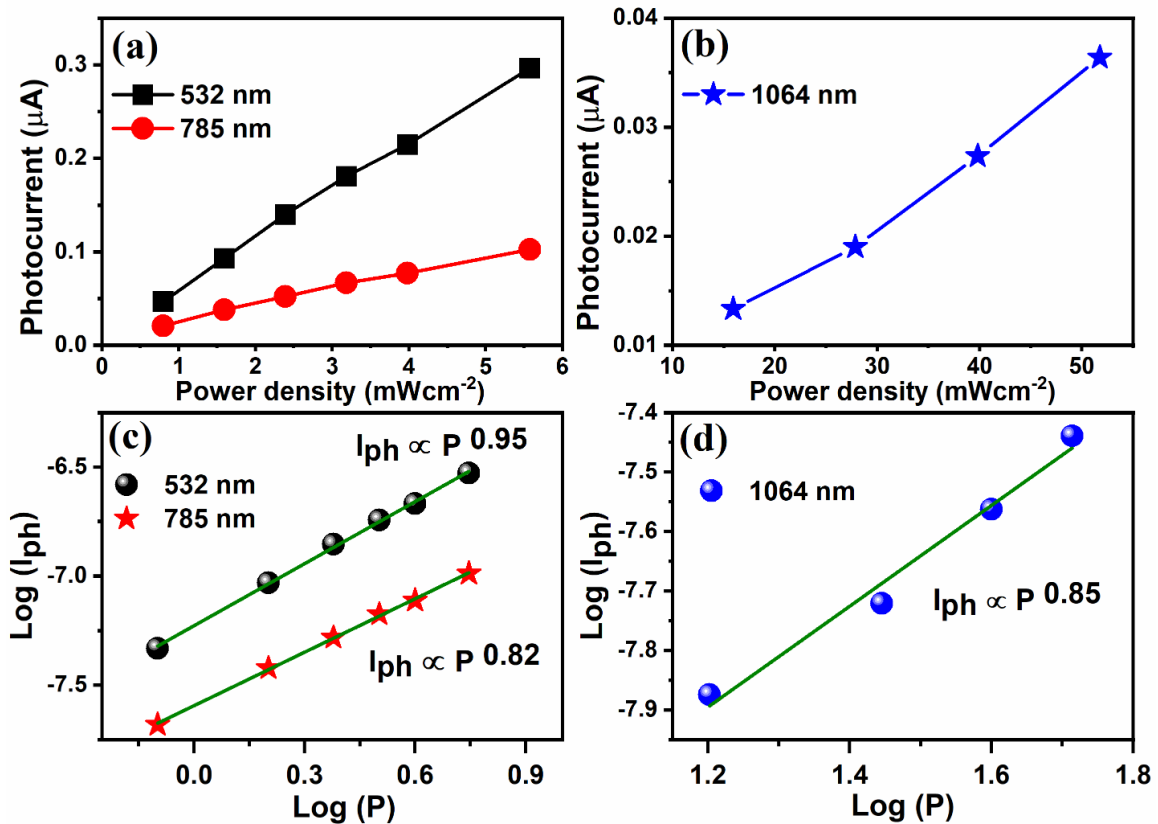 (a)
532 nm
785 nm
Photocurrent (μA)
0.3
0.2
0.1
0.0
0 1 2 3 4 5 6
Power density (mWcm-2)
(b)
1064 nm
Photocurrent (μA)
0.04
0.03
0.02
0.01
10 20 30 40 50
Power density (mWcm-2)
(c)
Iph ∝ P 0.95
532 nm
785 nm
Iph ∝ P 0.82
Log (Iph)
-6.5
-7.0
-7.5
0.0 0.3 0.6 0.9
Log (P)
(d)
1064 nm
Iph ∝ P 0.85
Log (Iph)
-7.4
-7.5
-7.6
-7.7
-7.8
-7.9
1.2 1.4 1.6 1.8
Log (P)